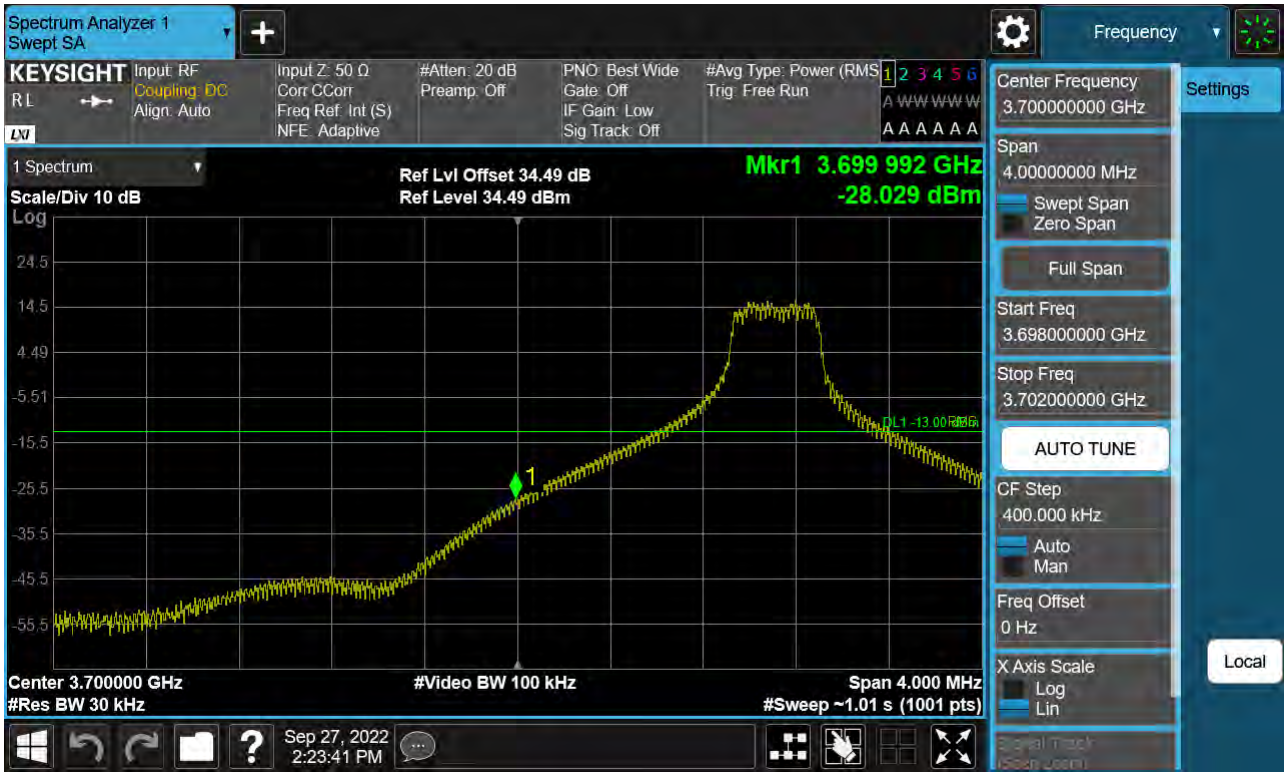 Spectrum Analyzer 1
Swept SA
+
Frequency
KEYSIGHT
RL
LXI
Input: RF
Coupling: DC
Align: Auto
Input Z: 50 Ω
Corr CCorr
Freq Ref: Int (S)
NFE: Adaptive
#Atten: 20 dB
Preamp: Off
PNO: Best Wide
Gate: Off
IF Gain: Low
Sig Track: Off
#Avg Type: Power (RMS
Trig: Free Run
1 2 3 4 5 6
A W W W W W
A A A A A A
1 Spectrum
Scale/Div 10 dB
Log
Ref Lvl Offset 34.49 dB
Ref Level 34.49 dBm
Mkr1 3.699 992 GHz
-28.029 dBm
24.5
14.5
4.49
-5.51
-15.5
-25.5
-35.5
-45.5
-55.5
1
DL1 -13.00
Center 3.700000 GHz
#Res BW 30 kHz
#Video BW 100 kHz
Span 4.000 MHz
#Sweep ~1.01 s (1001 pts)
Center Frequency
3.700000000 GHz
Span
4.00000000 MHz
Swept Span
Zero Span
Full Span
Start Freq
3.698000000 GHz
Stop Freq
3.702000000 GHz
AUTO TUNE
CF Step
400.000 kHz
Auto
Man
Freq Offset
0 Hz
X Axis Scale
Log
Lin
Signal Track
(Span Zoom)
Settings
Local
?
Sep 27, 2022
2:23:41 PM